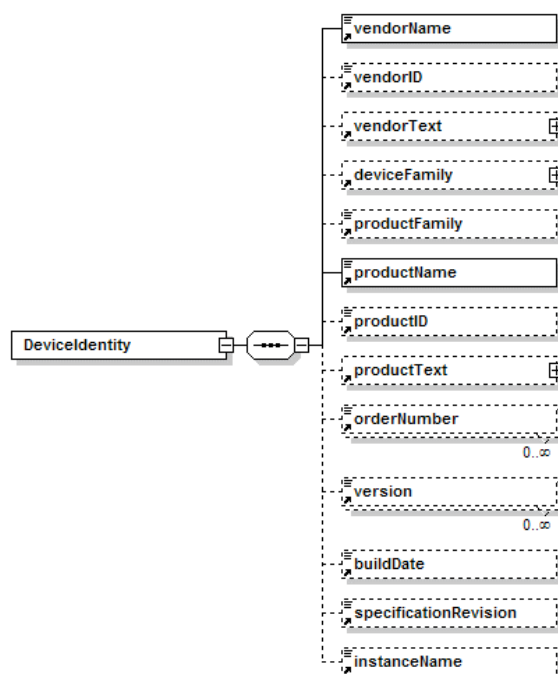 vendorName
vendorID
vendorText
deviceFamily
productFamily
productName
DeviceIdentity
productID
productText
orderNumber
0..∞
version
0..∞
buildDate
specificationRevision
instanceName